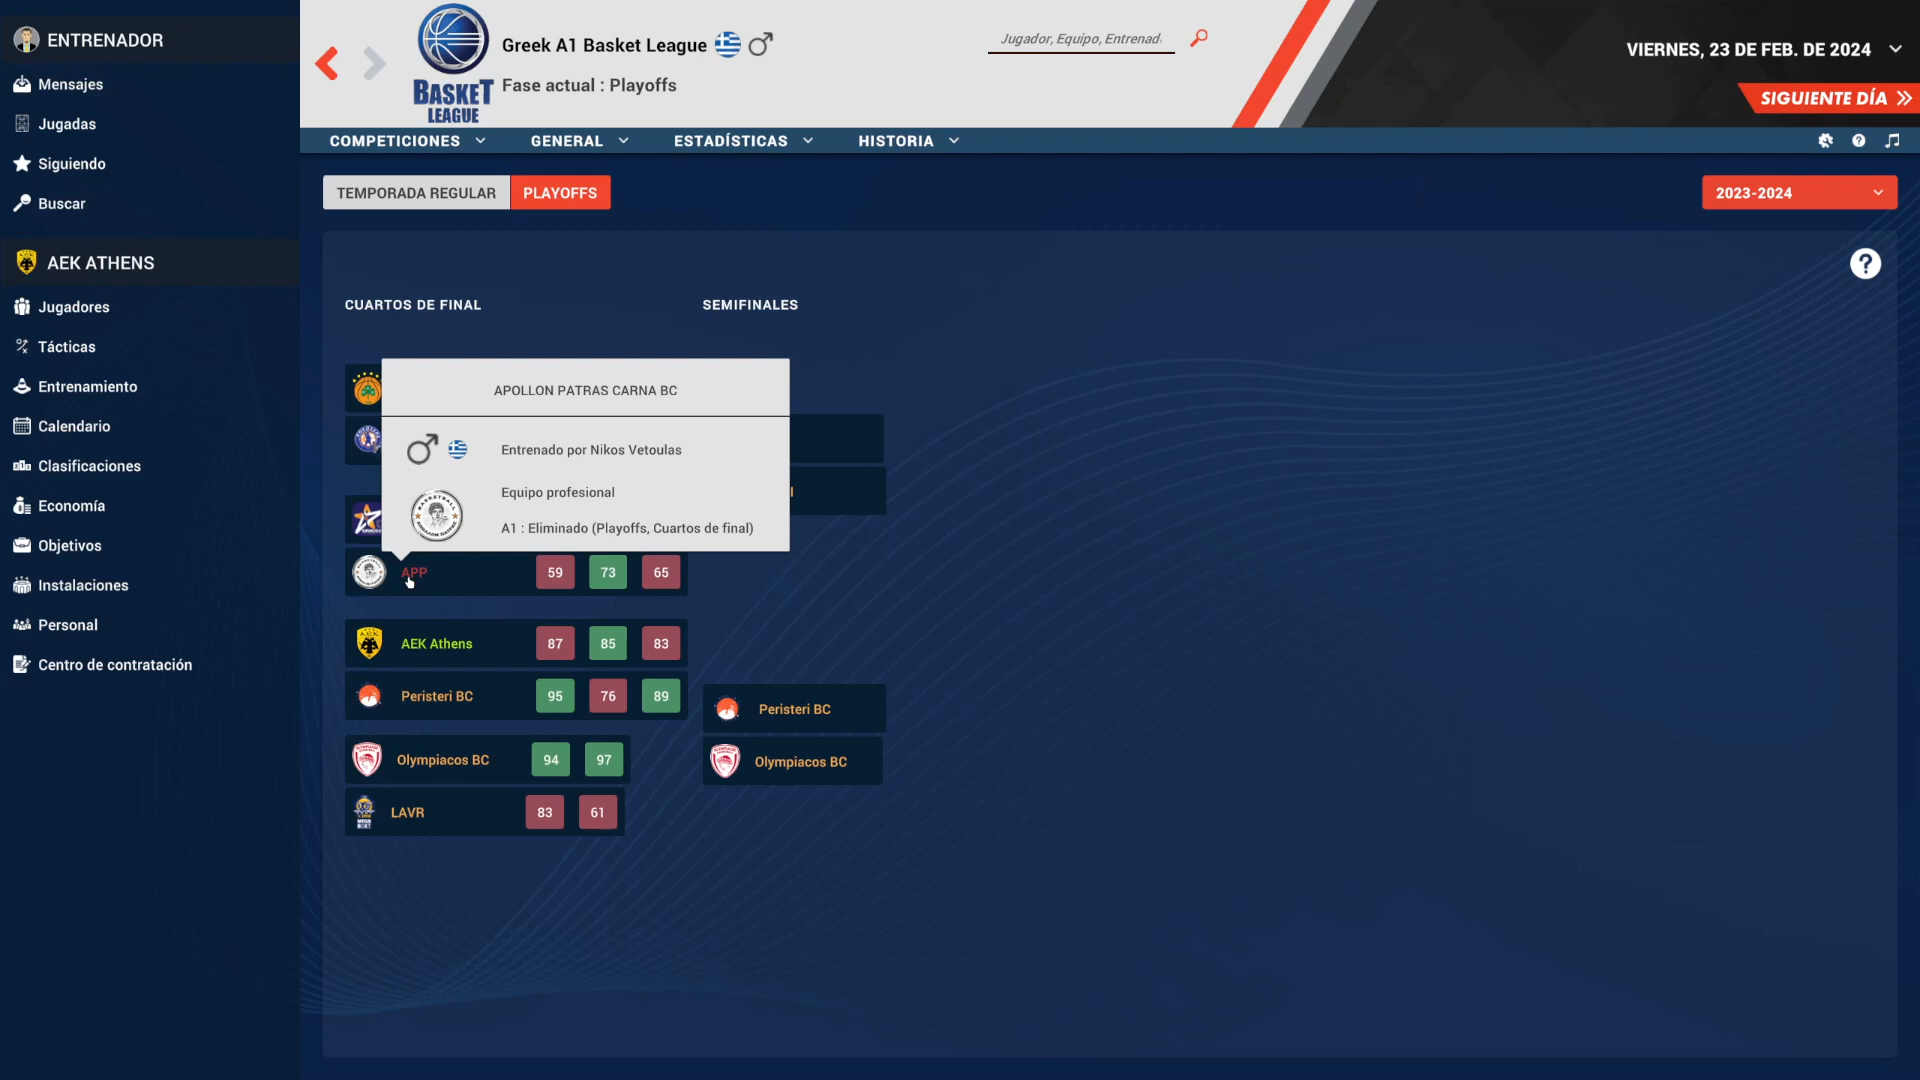 ENTRENADOR
Mensajes
Jugadas
Siguiendo
Buscar
AEK ATHENS
Jugadores
Tácticas
Entrenamiento
Calendario
Clasificaciones
Economía
Objetivos
Instalaciones
Personal
Centro de contratación
BASKET
LEAGUE
Greek A1 Basket League
Fase actual : Playoffs
Jugador, Equipo, Entrenad
VIERNES, 23 DE FEB. DE 2024
SIGUIENTE DÍA
COMPETICIONES GENERAL ESTADÍSTICAS HISTORIA
TEMPORADA REGULAR PLAYOFFS
2023-2024
?
CUARTOS DE FINAL SEMIFINALES
APOLLON PATRAS CARNA BC
Entrenado por Nikos Vetoulas
Equipo profesional
A1 : Eliminado (Playoffs, Cuartos de final)
APP 59 73 65
AEK Athens 87 85 83
Peristeri BC 95 76 89
Olympiacos BC 94 97
LAVR 83 61
Peristeri BC
Olympiacos BC